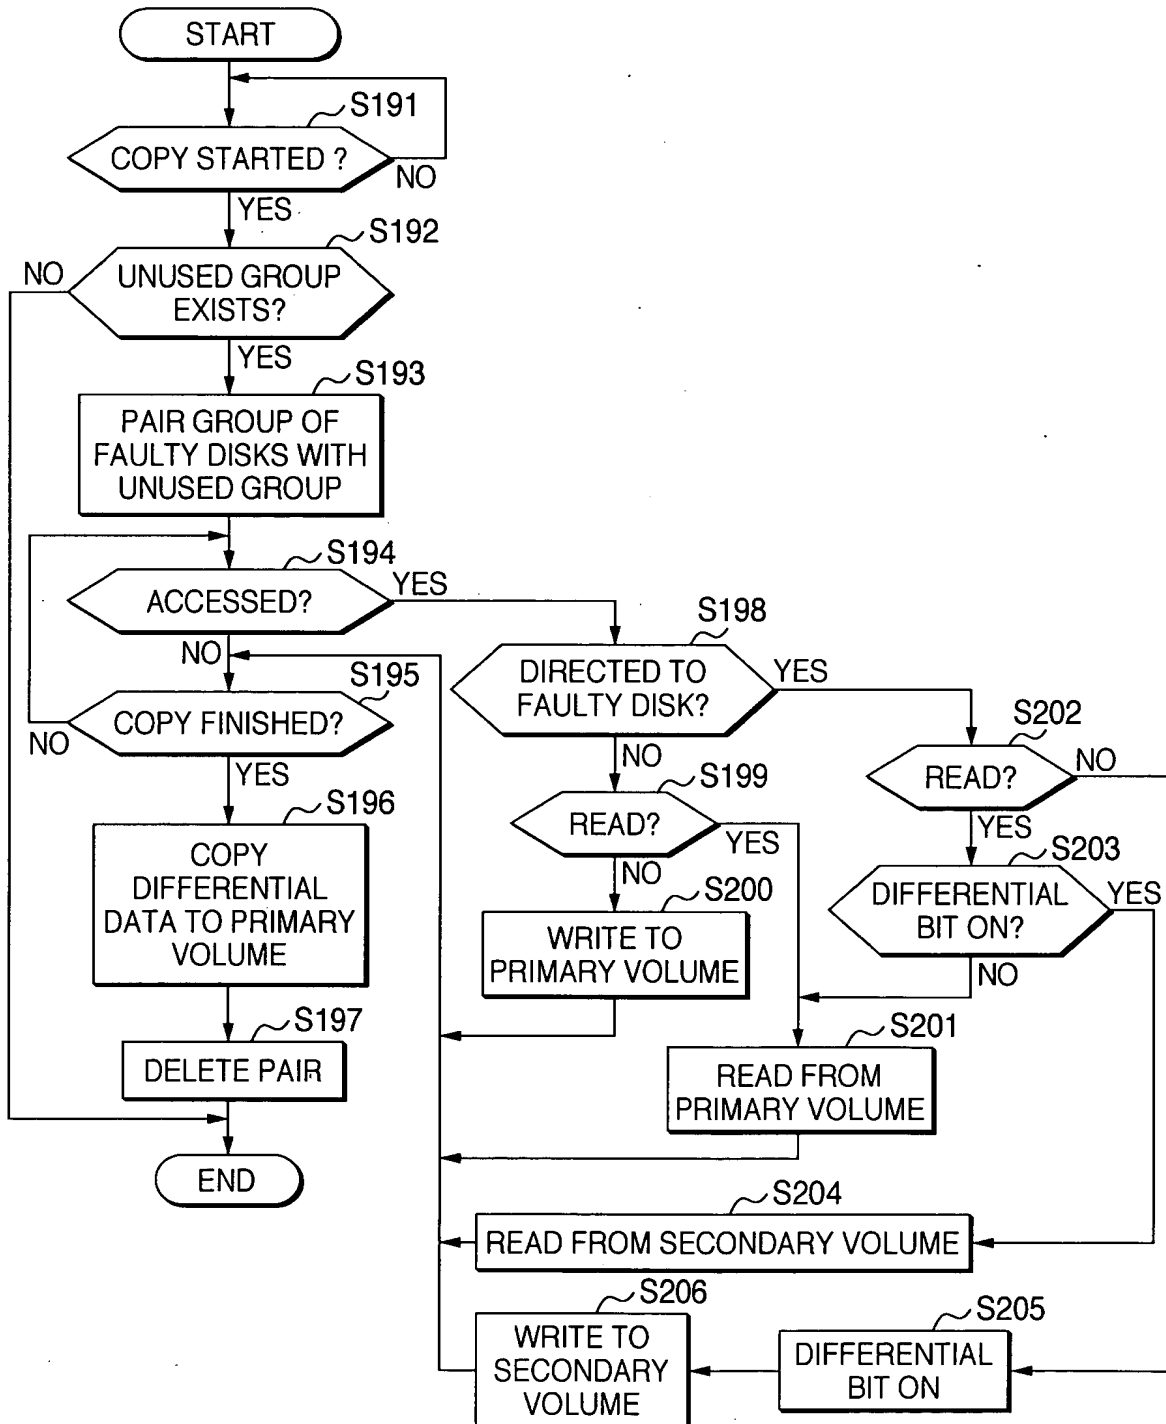 START
S191
COPY STARTED ?
NO
YES
S192
NO
UNUSED GROUP
EXISTS?
YES
S193
PAIR GROUP OF
FAULTY DISKS WITH
UNUSED GROUP
S194
ACCESSED?
YES
NO
S195
COPY FINISHED?
NO
YES
S196
COPY
DIFFERENTIAL
DATA TO PRIMARY
VOLUME
S197
DELETE PAIR
END
S198
DIRECTED TO
FAULTY DISK?
YES
NO
S199
READ?
YES
NO
S200
WRITE TO
PRIMARY VOLUME
S202
READ?
NO
YES
S203
DIFFERENTIAL
BIT ON?
YES
NO
S201
READ FROM
PRIMARY VOLUME
S204
READ FROM SECONDARY VOLUME
S206
WRITE TO
SECONDARY
VOLUME
S205
DIFFERENTIAL
BIT ON